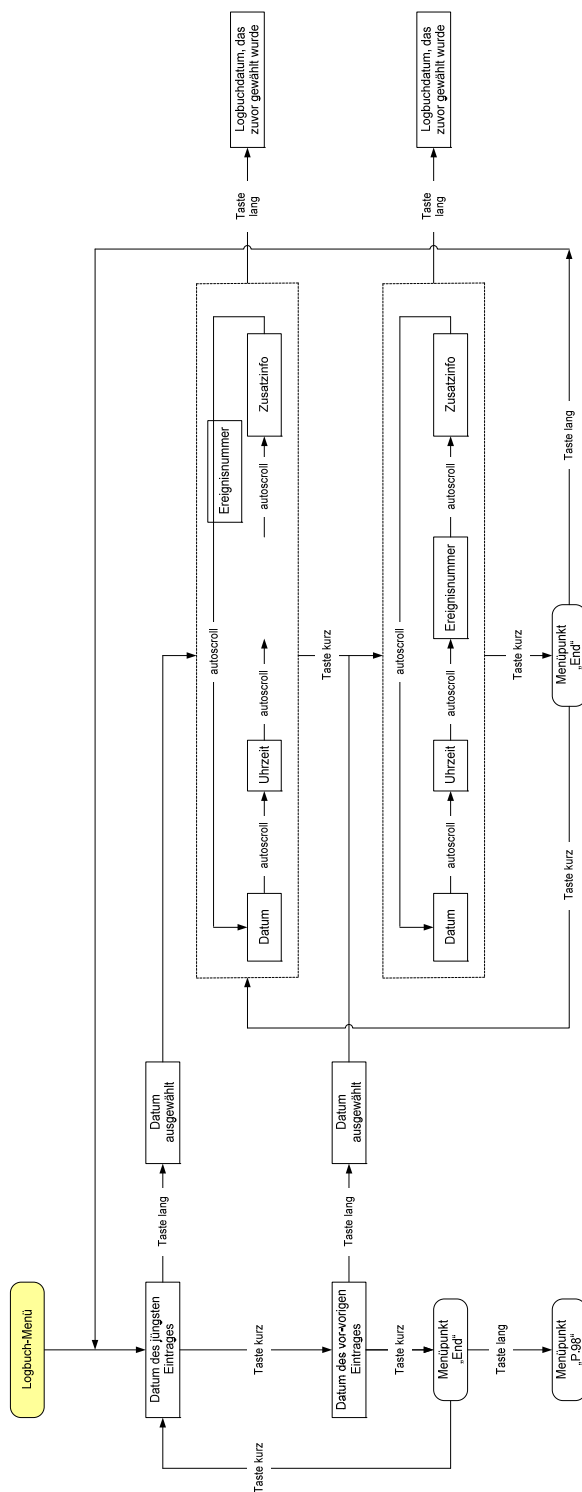 Logbuch-Menü
Datum des jüngsten
Eintrages
Taste lang
Datum
ausgewählt
Taste kurz
Taste kurz
Datum des vor-vorigen
Eintrages
Taste lang
Datum
ausgewählt
Taste kurz
Menüpunkt
„End“
Taste lang
Menüpunkt
„P.98“
autoscroll
Datum
autoscroll
Uhrzeit
autoscroll
Ereignisnummer
autoscroll
Zusatzinfo
Taste
lang
Logbuchdatum, das
zuvor gewählt wurde
Taste kurz
autoscroll
Datum
autoscroll
Uhrzeit
autoscroll
Ereignisnummer
autoscroll
Zusatzinfo
Taste
lang
Logbuchdatum, das
zuvor gewählt wurde
Taste kurz
Taste kurz
Menüpunkt
„End“
Taste lang